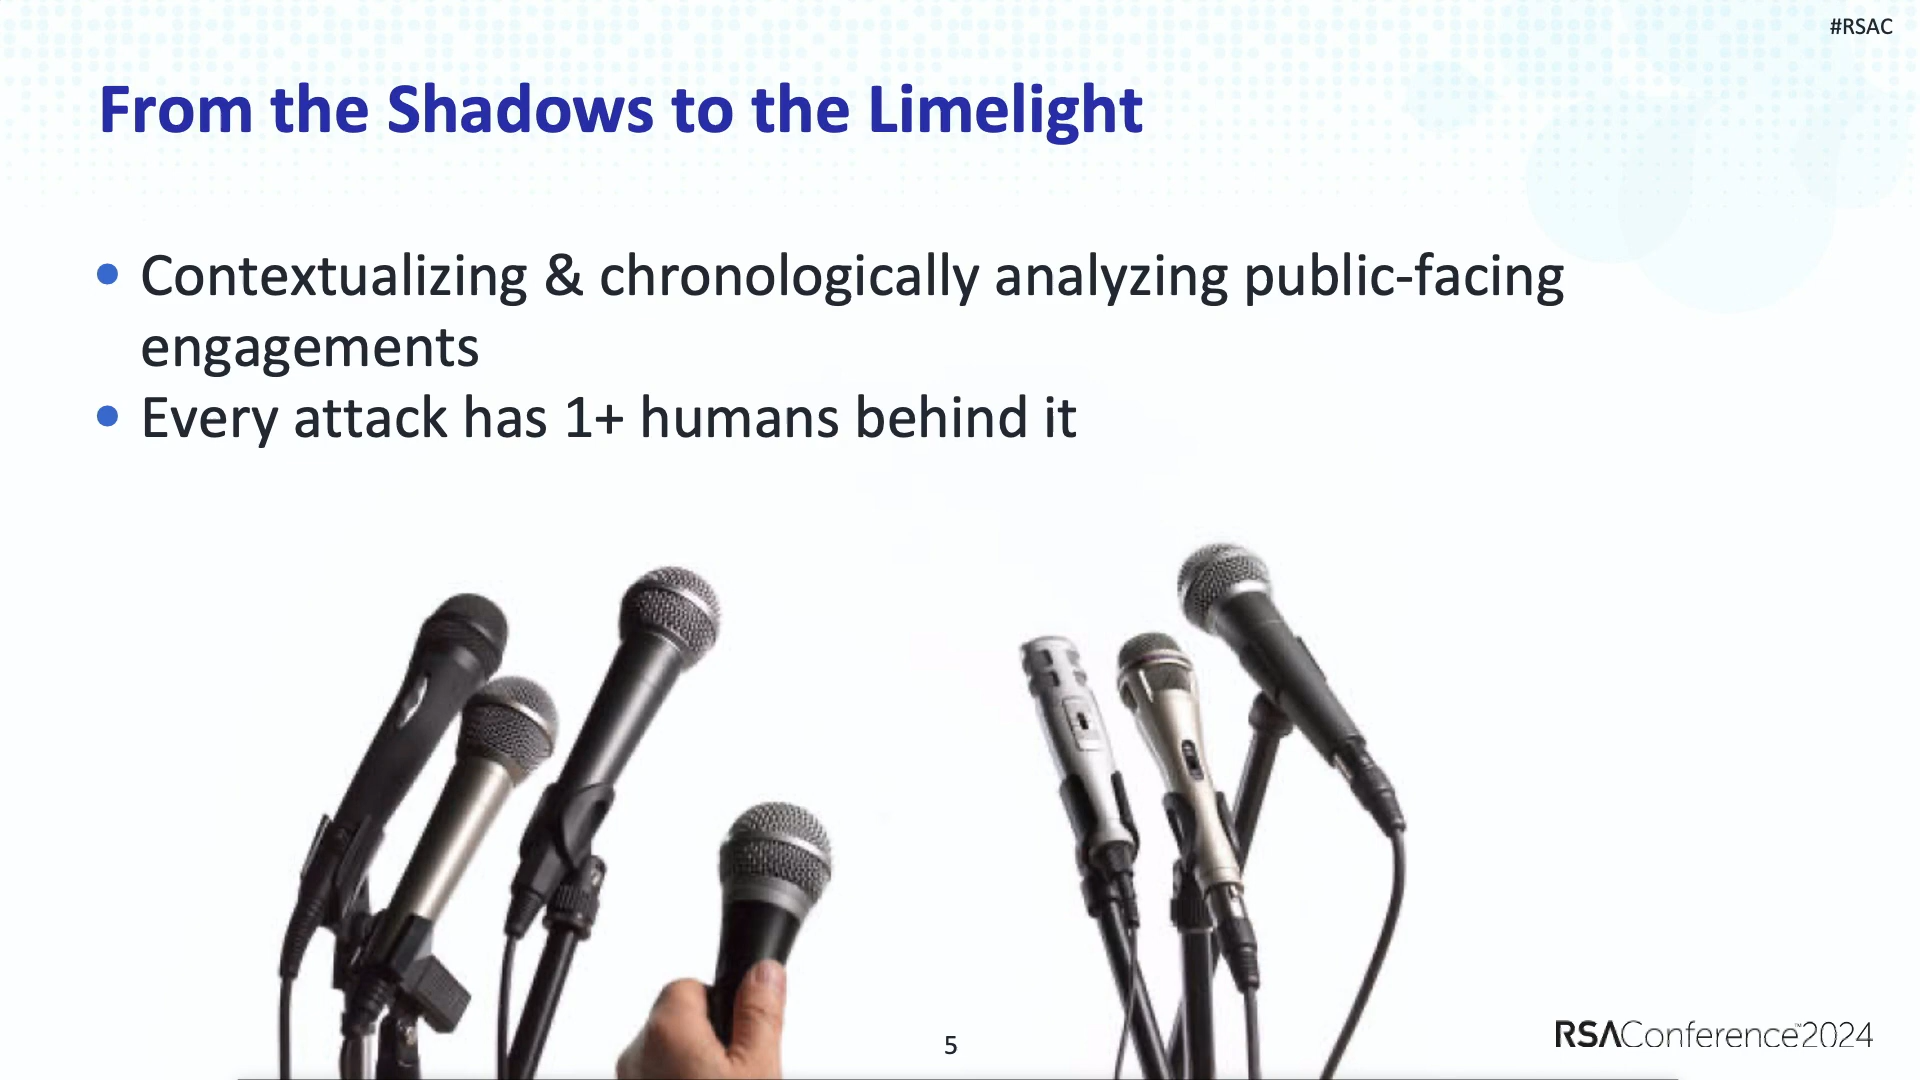 #RSAC
From the Shadows to the Limelight
• Contextualizing & chronologically analyzing public-facing
engagements
• Every attack has 1+ humans behind it
5
RSAConference™2024